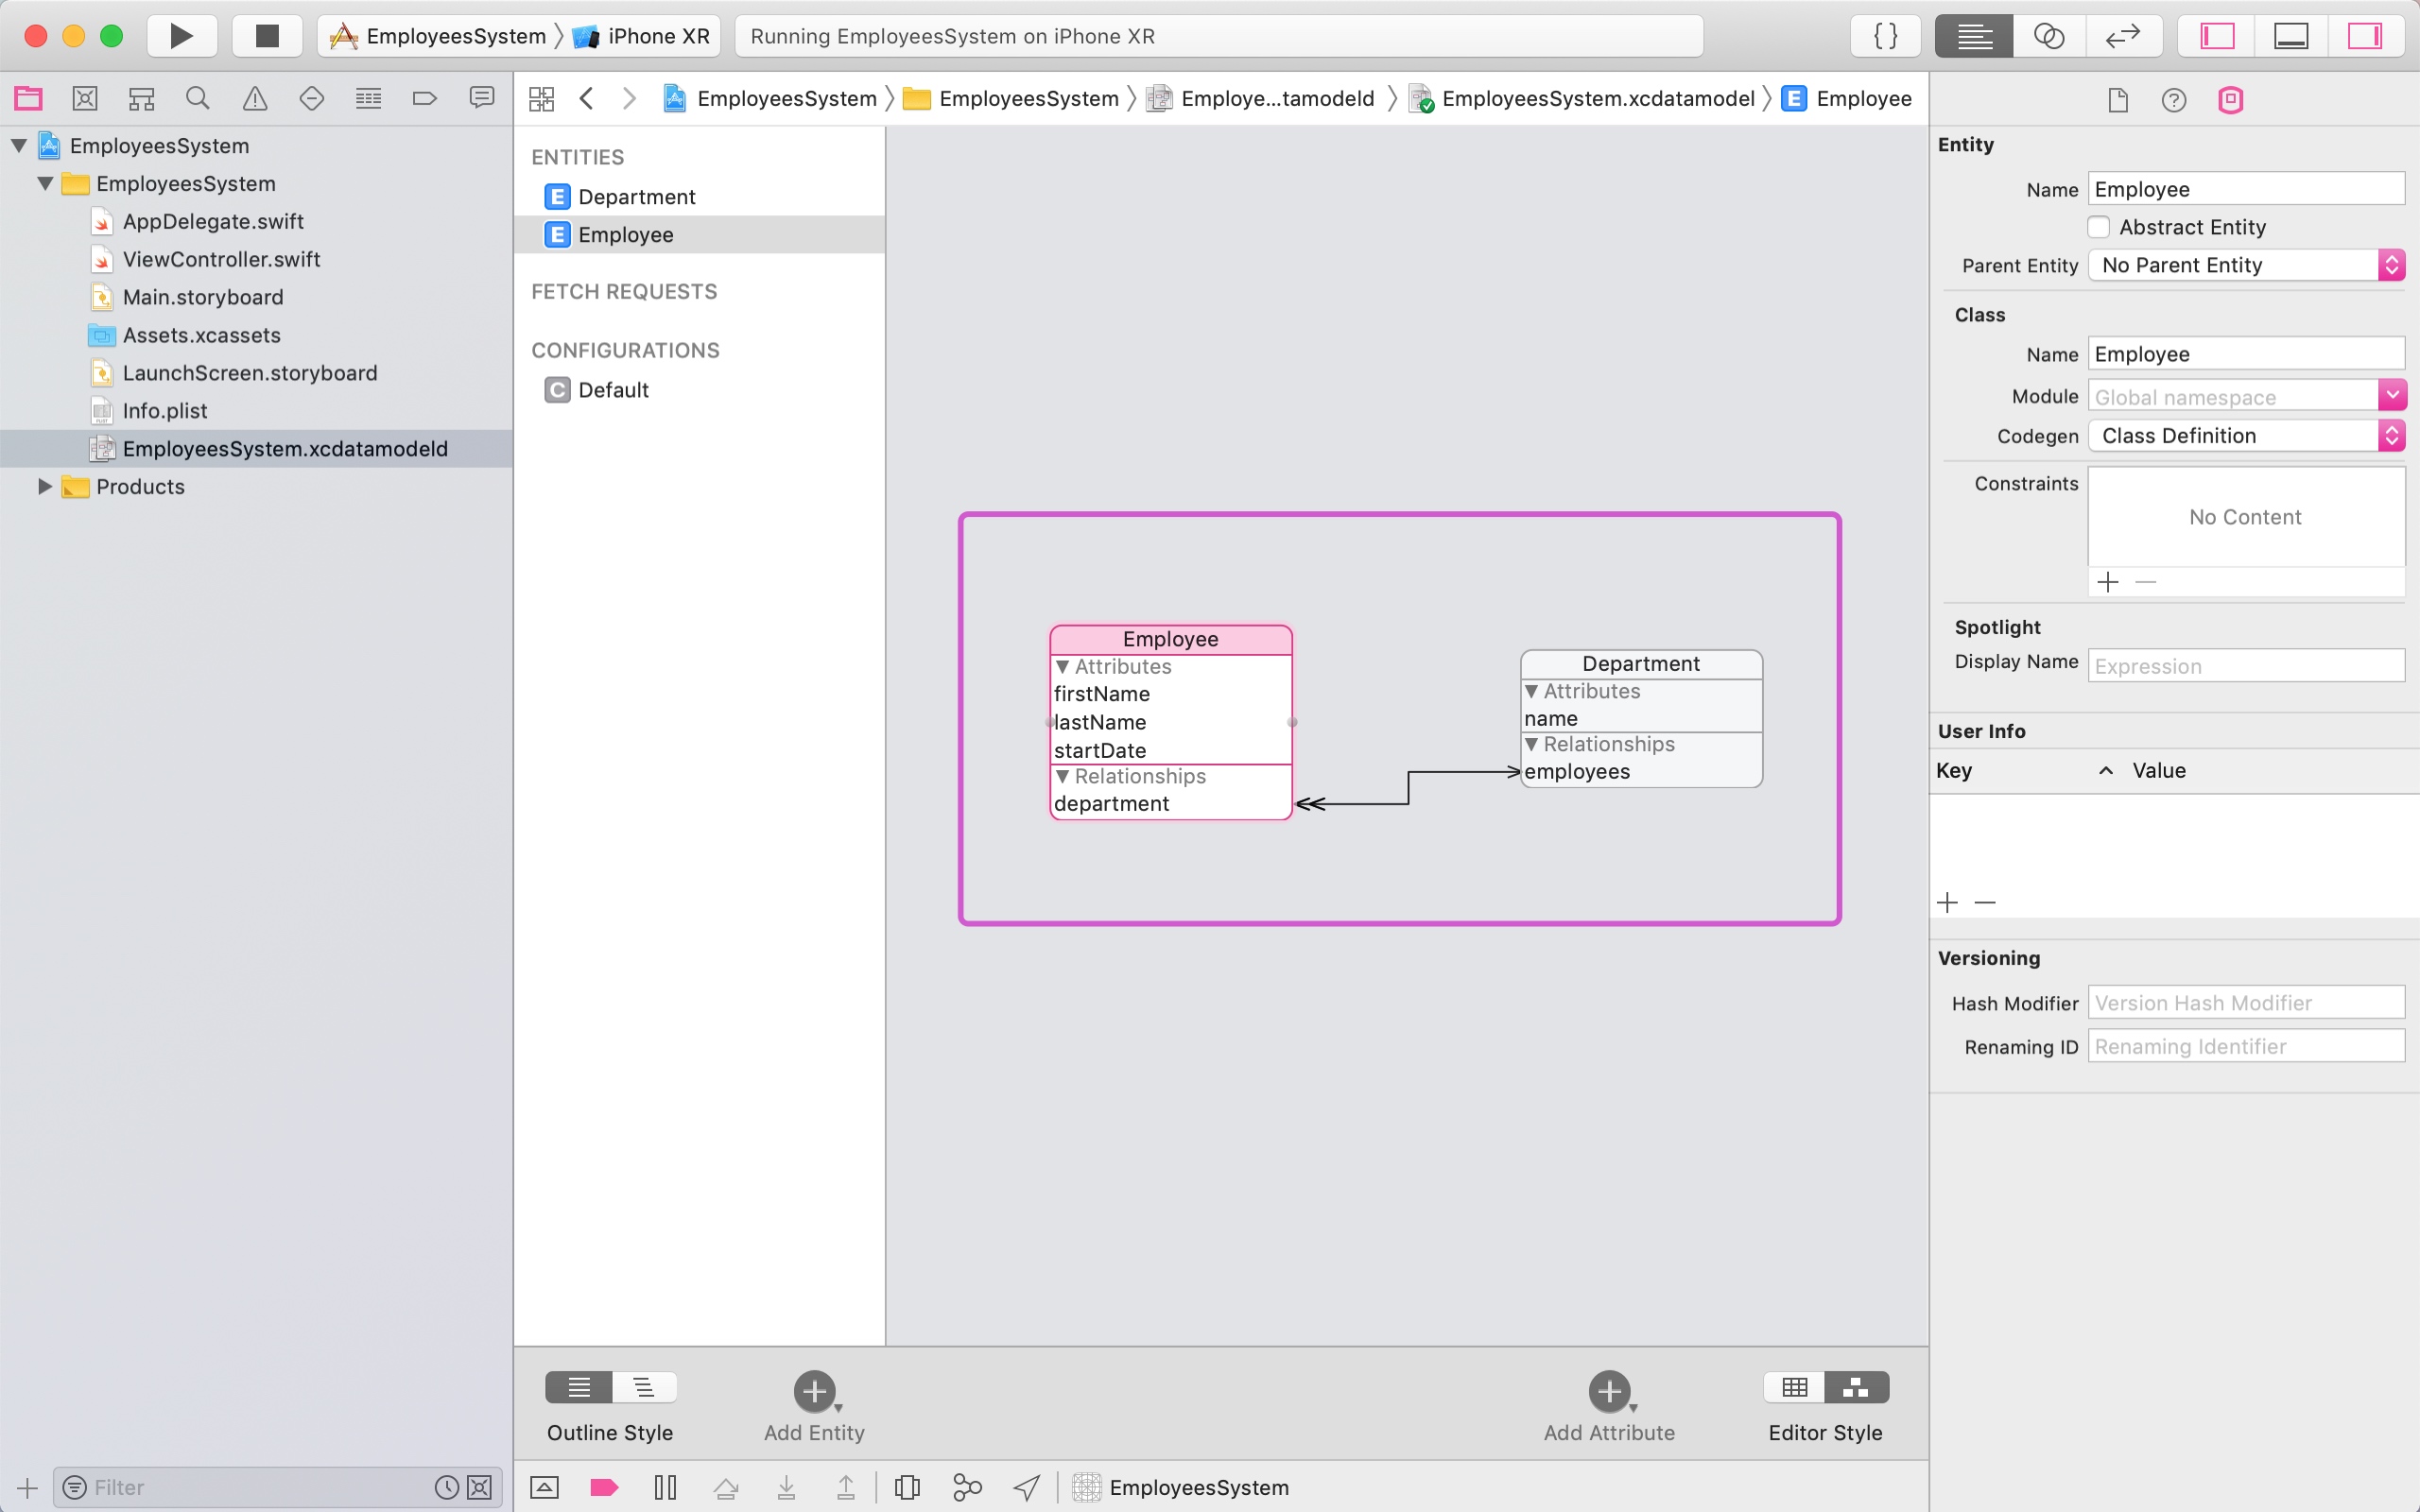 EmployeesSystem
iPhone XR
Running EmployeesSystem on iPhone XR
{ }
EmployeesSystem
EmployeesSystem
AppDelegate.swift
ViewController.swift
Main.storyboard
Assets.xcassets
LaunchScreen.storyboard
Info.plist
EmployeesSystem.xcdatamodeld
Products
Filter
EmployeesSystem
EmployeesSystem
Employe...tamodeld
EmployeesSystem.xcdatamodel
E Employee
ENTITIES
E Department
E Employee
FETCH REQUESTS
CONFIGURATIONS
C Default
Employee
Attributes
firstName
lastName
startDate
Relationships
department
Department
Attributes
name
Relationships
employees
Outline Style
Add Entity
Add Attribute
Editor Style
EmployeesSystem
Entity
Name Employee
Abstract Entity
Parent Entity No Parent Entity
Class
Name Employee
Module Global namespace
Codegen Class Definition
Constraints
No Content
Spotlight
Display Name Expression
User Info
Key Value
Versioning
Hash Modifier Version Hash Modifier
Renaming ID Renaming Identifier